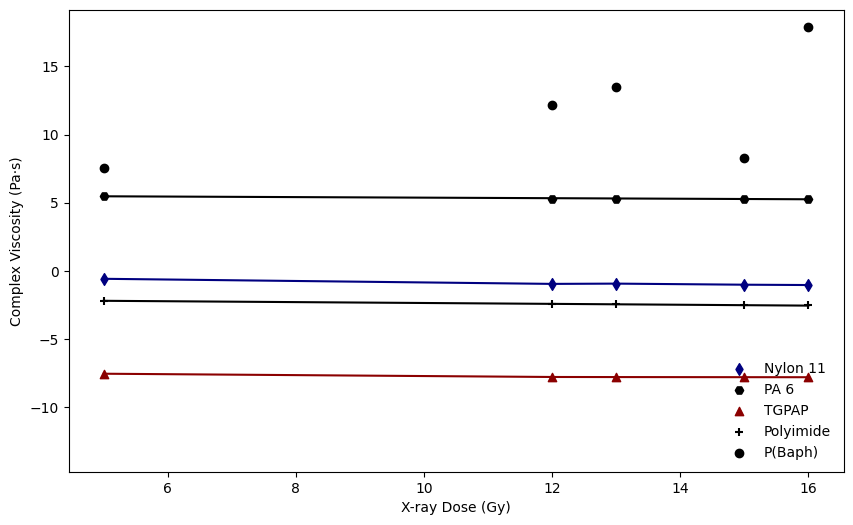 15
10
5
0
−5
−10
Complex Viscosity (Pa·s)
6
8
10
12
14
16
X-ray Dose (Gy)
Nylon 11
PA 6
TGPAP
Polyimide
P(Baph)